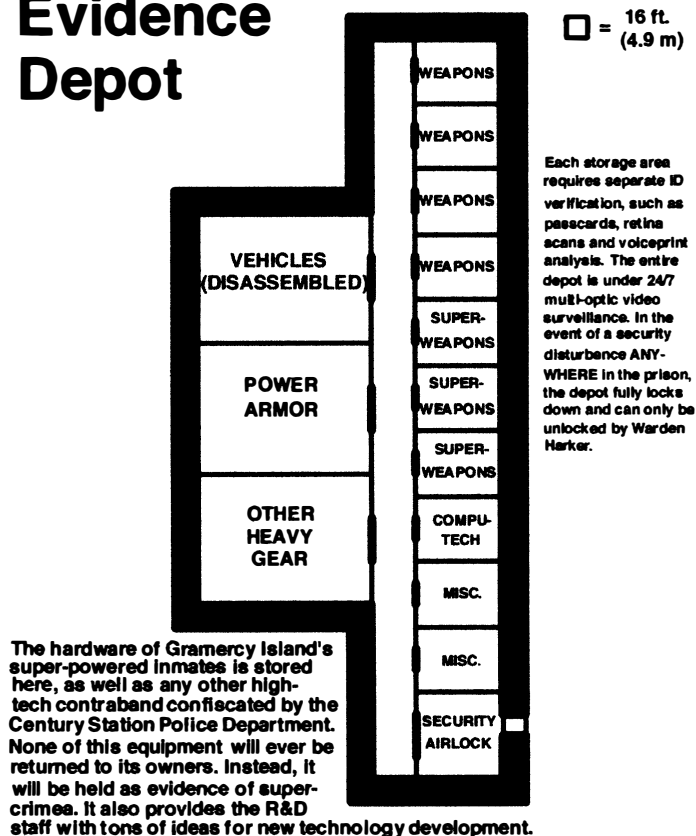 Evidence
Depot
= 16 ft.
(4.9 m)
WEAPONS
WEAPONS
WEAPONS
WEAPONS
SUPER-
WEAPONS
SUPER-
WEAPONS
SUPER-
WEAPONS
COMPU-
TECH
MISC.
MISC.
SECURITY
AIRLOCK
VEHICLES
(DISASSEMBLED)
POWER
ARMOR
OTHER
HEAVY
GEAR
Each storage area
requires separate ID
verification, such as
passcards, retina
scans and voiceprint
analysis. The entire
depot is under 24/7
multi-optic video
surveillance. In the
event of a security
disturbance ANY-
WHERE in the prison,
the depot fully locks
down and can only be
unlocked by Warden
Harker.
The hardware of Gramercy Island's
super-powered inmates is stored
here, as well as any other high-
tech contraband confiscated by the
Century Station Police Department.
None of this equipment will ever be
returned to its owners. Instead, it
will be held as evidence of super-
crimes. It also provides the R&D
staff with tons of ideas for new technology development.